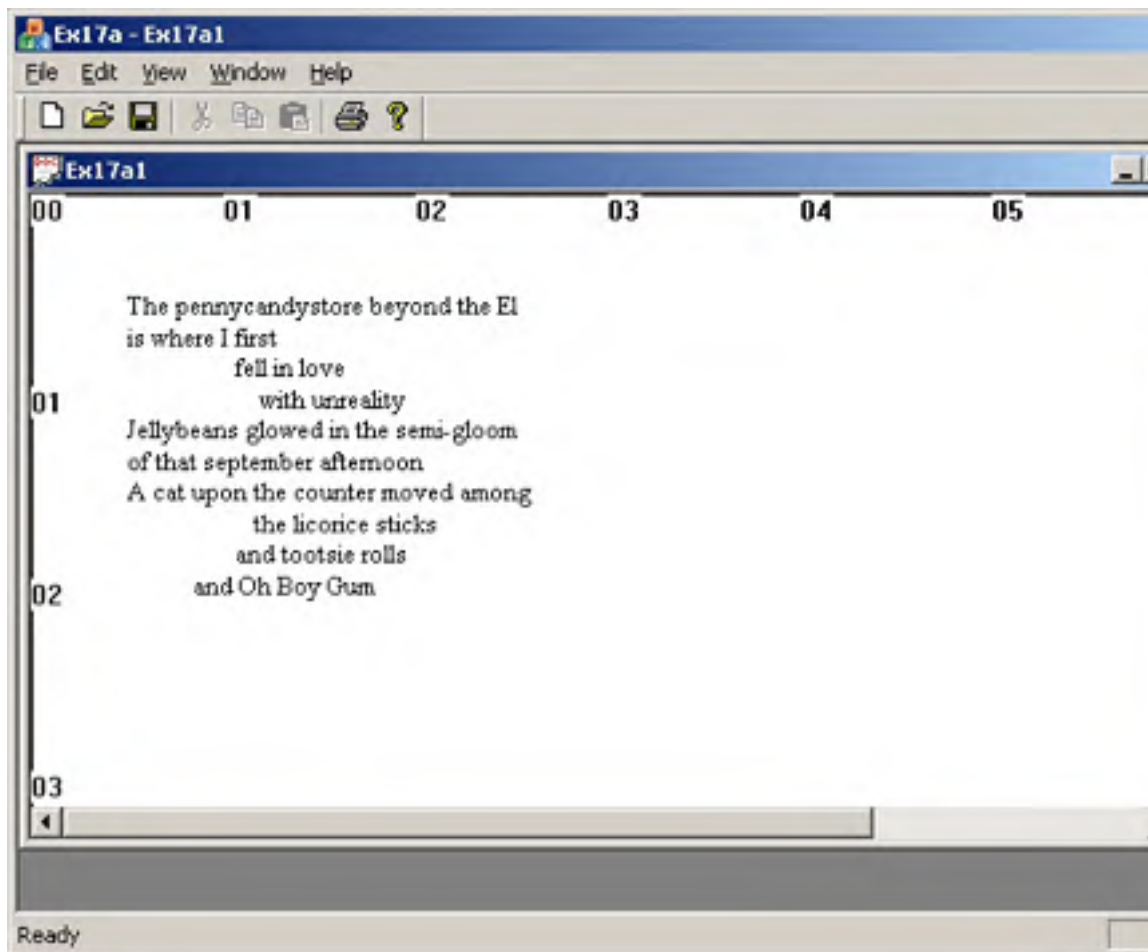 Ex17a - Ex17a1
File Edit View Window Help
Ex17a1
00 01 02 03 04 05
The pennycandystore beyond the El
is where I first
fell in love
01
with unreality
Jellybeans glowed in the semi-gloom
of that september afternoon
A cat upon the counter moved among
the licorice sticks
and tootsie rolls
02
and Oh Boy Gum
03
Ready